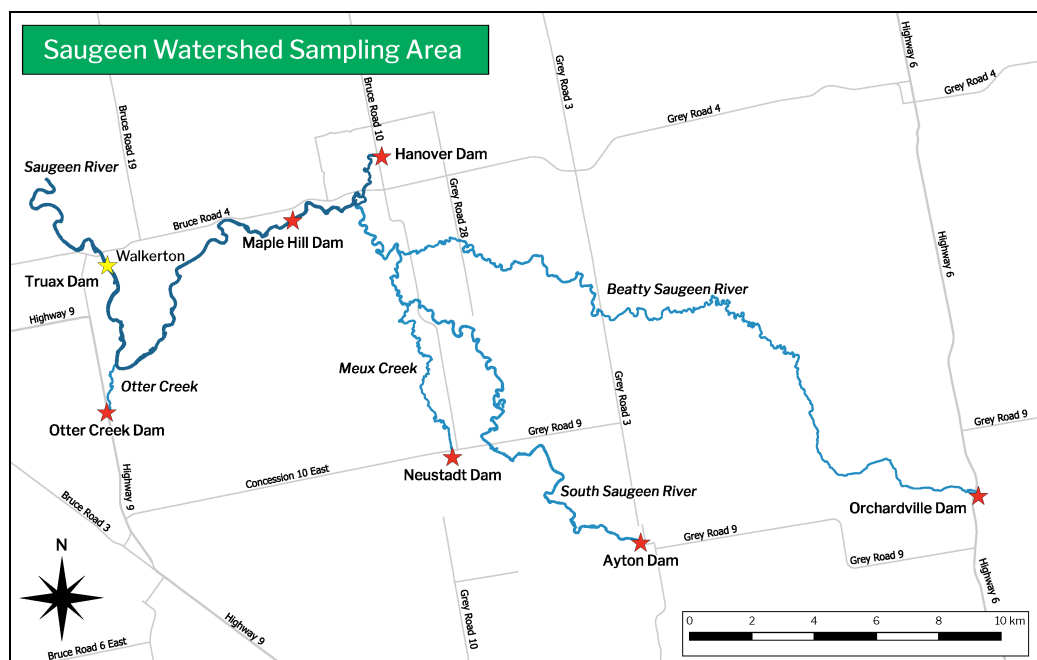 Saugeen Watershed Sampling Area
Highway 6
Grey Road 3
Grey Road 4
Bruce Road 10
Bruce Road 19
Grey Road 4
Hanover Dam
Saugeen River
Grey Road 28
Bruce Road 4
Maple Hill Dam
Walkerton
Truax Dam
Highway 6
Beatty Saugeen River
Highway 9
Meux Creek
Otter Creek
Grey Road 3
Otter Creek Dam
Grey Road 9
Grey Road 9
Concession 10 East
Neustadt Dam
Highway 9
South Saugeen River
Orchardville Dam
Bruce Road 3
Grey Road 9
Ayton Dam
Grey Road 9
N
Highway 9
Grey Road 10
Highway 6
Bruce Road 6 East
0 2 4 6 8 10 km